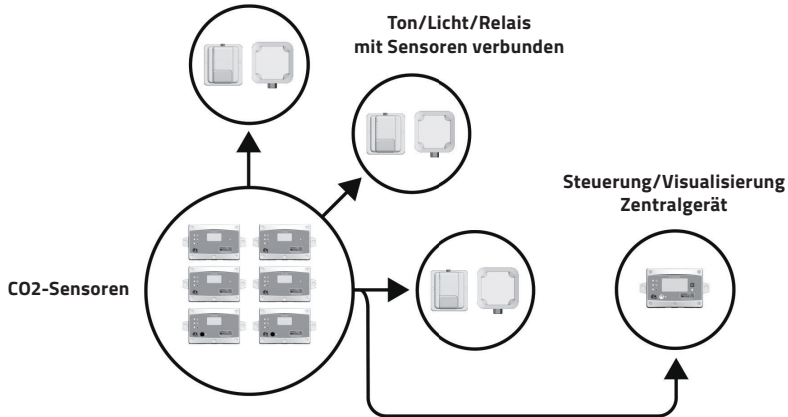 Ton/Licht/Relais
mit Sensoren verbunden
Steuerung/Visualisierung
Zentralgerät
CO2-Sensoren